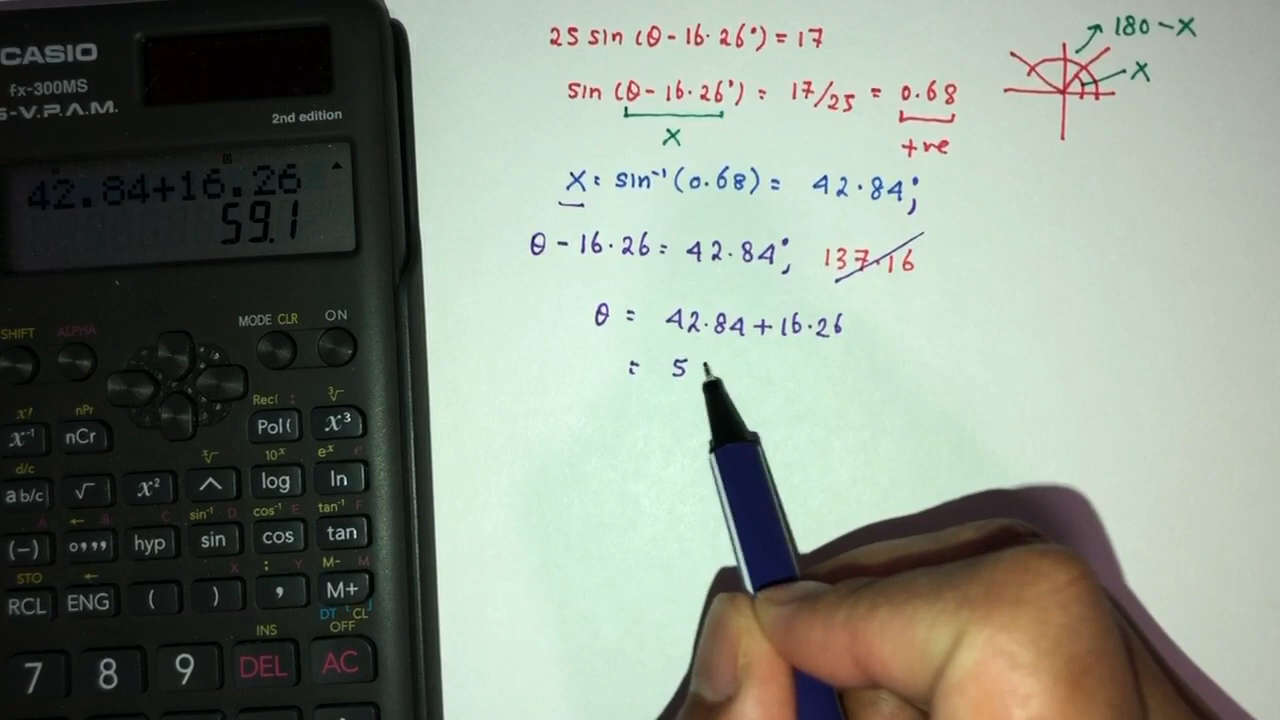 CASIO
fx-300MS
S-V.P.A.M.
2nd edition
42.84+16.26
59.1
SHIFT ALPHA MODE CLR ON
x! nPr Rec( : ³√
x⁻¹ nCr Pol( x³
d/c ˣ√ 10ˣ eˣ e
a b/c √ x² ^ log ln
A ← B C sin⁻¹ D cos⁻¹ E tan⁻¹ F
(−) °,,, hyp sin cos tan
STO ← X ; Y M- M
RCL ENG ( ) , M+
DT CL
INS OFF
7 8 9 DEL AC
25 sin (θ - 16.26°) = 17
sin (θ - 16.26°) = 17/25 = 0.68
x
+ve
x = sin⁻¹(0.68) = 42.84°;
θ - 16.26 = 42.84°, 137.16
θ = 42.84 + 16.26
= 5
180 - x
x